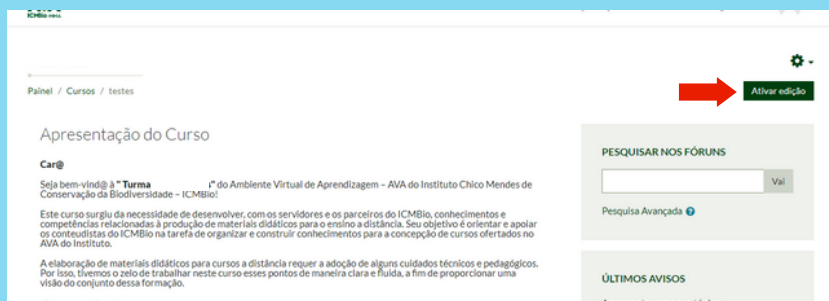 ICMBio MMA
Painel / Cursos / testes
Ativar edição
Apresentação do Curso
Car@
Seja bem-vind@ à " Turma " do Ambiente Virtual de Aprendizagem – AVA do Instituto Chico Mendes de
Conservação da Biodiversidade – ICMBio!
Este curso surgiu da necessidade de desenvolver, com os servidores e os parceiros do ICMBio, conhecimentos e
competências relacionadas à produção de materiais didáticos para o ensino a distância. Seu objetivo é orientar e apoiar
os conteudistas do ICMBio na tarefa de organizar e construir conhecimentos para a concepção de cursos ofertados no
AVA do Instituto.
A elaboração de materiais didáticos para cursos a distância requer a adoção de alguns cuidados técnicos e pedagógicos.
Por isso, tivemos o zelo de trabalhar neste curso esses pontos de maneira clara e fluida, a fim de proporcionar uma
visão do conjunto dessa formação.
PESQUISAR NOS FÓRUNS
Vai
Pesquisa Avançada
ÚLTIMOS AVISOS